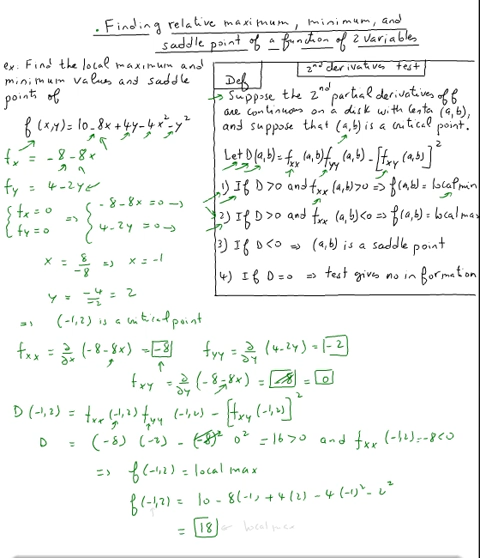 . Finding relative maximum, minimum, and
saddle point of a function of 2 variables
ex: Find the local maximum and
minimum values and saddle
points of
f(x,y) = 10 - 8x + 4y - 4x² - y²
fx = -8 - 8x
fy = 4 - 2y
{ fx = 0
fy = 0
⇒ { -8 - 8x = 0 →
4 - 2y = 0 →
x = 8/-8 ⇒ x = -1
y = -4/-2 = 2
⇒ (-1,2) is a critical point
2nd derivatives test
Def
→ Suppose the 2nd partial derivatives of f
are continuous on a disk with (a,b),
and suppose that (a,b) is a critical point.
Let D(a,b) = fxx (a,b) fyy (a,b) - [fxy (a,b)]²
1) If D>0 and fxx (a,b)>0 ⇒ f(a,b) = local min
2) If D>0 and fxx (a,b)<0 ⇒ f(a,b) = local max
3) If D<0 ⇒ (a,b) is a saddle point
4) If D=0 ⇒ test gives no information
fxx = ∂/∂x (-8-8x) = -8 fyy = ∂/∂y (4-2y) = -2
fxy = ∂/∂y (-8-8x) = -8 = 0
D(-1,2) = fxx (-1,2) fyy (-1,2) - [fxy (-1,2)]²
D = (-8) (-2) - (-8)² 0² = 16 > 0 and fxx (-1,2) = -8 < 0
⇒ f(-1,2) = local max
f(-1,2) = 10 - 8(-1) + 4(2) - 4(-1)² - 2²
= 18 ← local max